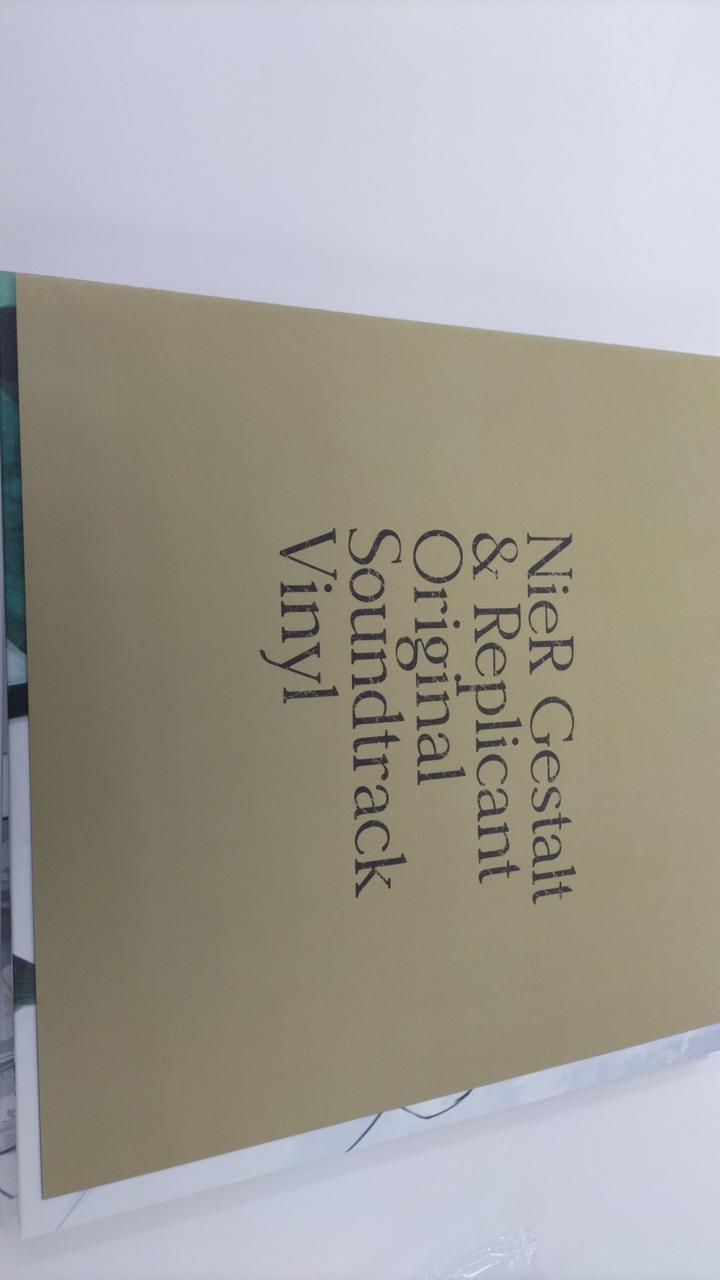 NieR Gestalt
& Replicant
Original
Soundtrack
Vinyl